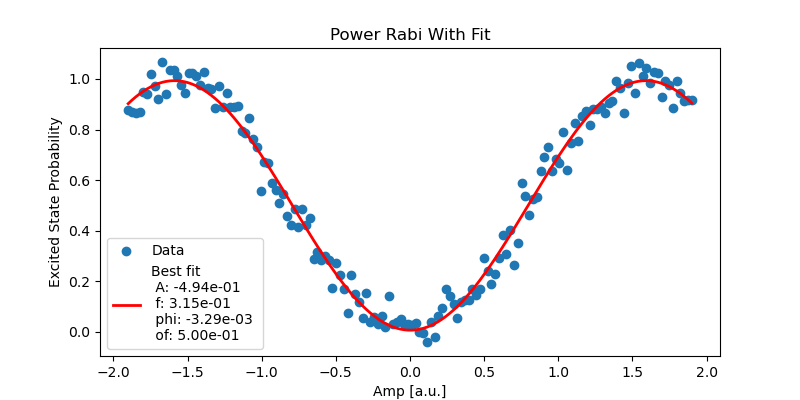 Power Rabi With Fit
Excited State Probability
1.0
0.8
0.6
0.4
0.2
0.0
Data
Best fit
A: -4.94e-01
f: 3.15e-01
phi: -3.29e-03
of: 5.00e-01
−2.0 −1.5 −1.0 −0.5 0.0 0.5 1.0 1.5 2.0
Amp [a.u.]